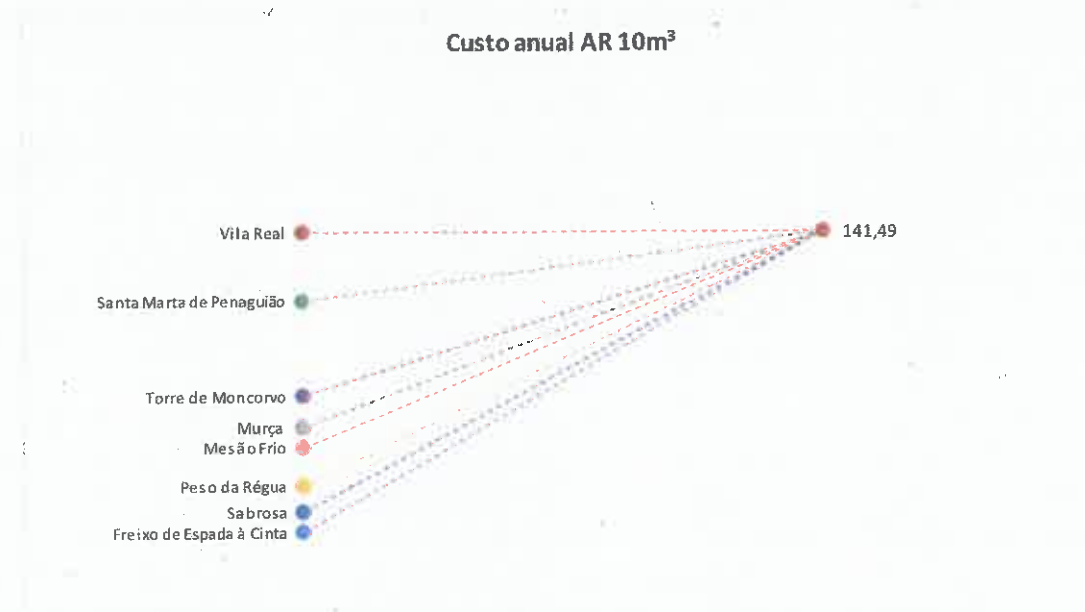 Custo anual AR 10m³
Vila Real
141,49
Santa Marta de Penaguião
Torre de Moncorvo
Murça
Mesão Frio
Peso da Régua
Sabrosa
Freixo de Espada à Cinta